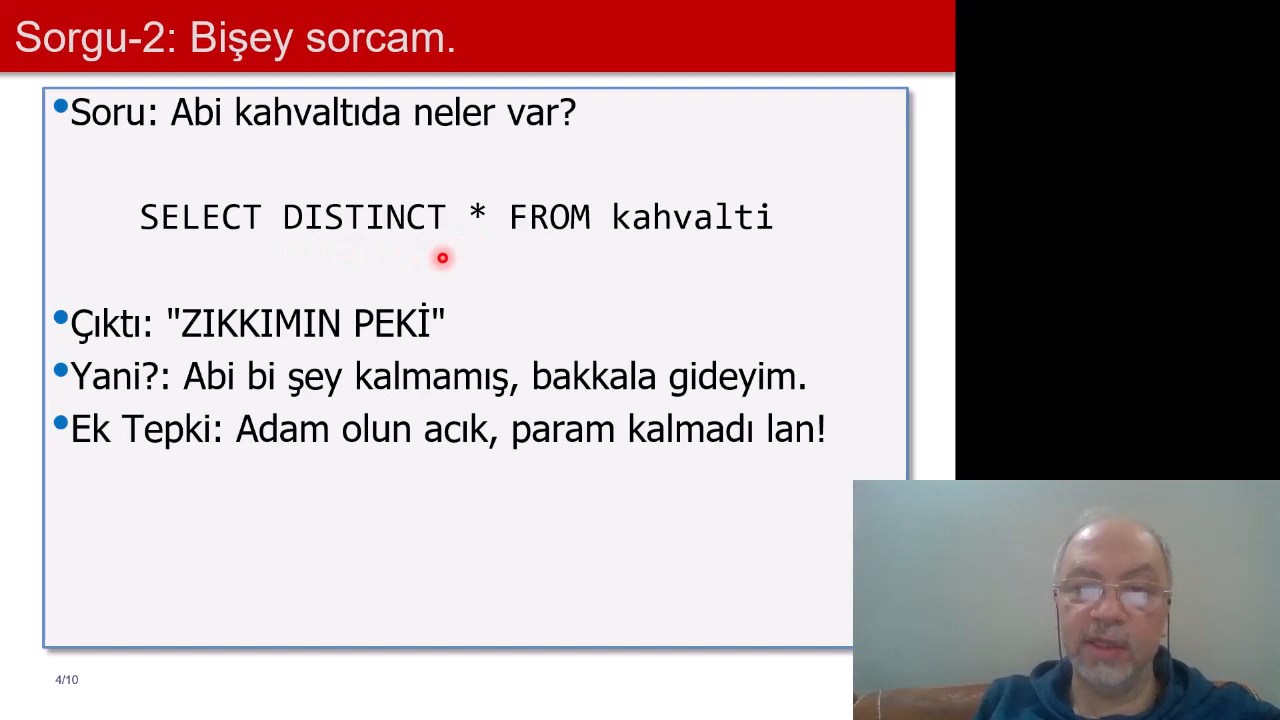 Sorgu-2: Bişey sorcam.
•Soru: Abi kahvaltıda neler var?
SELECT DISTINCT * FROM kahvalti
•Çıktı: "ZIKKIMIN PEKİ"
•Yani?: Abi bi şey kalmamış, bakkala gideyim.
•Ek Tepki: Adam olun acık, param kalmadı lan!
4/10